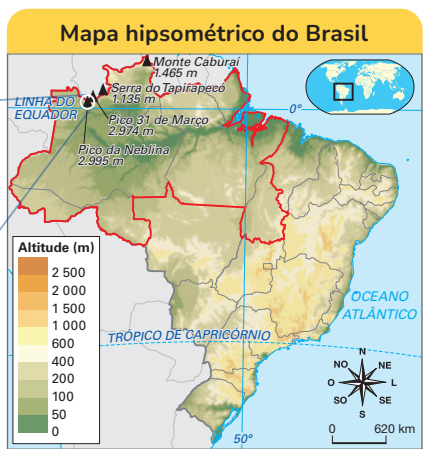 Mapa hipsométrico do Brasil
Monte Caburaí
1.465 m
Serra do Tapirapecó
1.135 m
LINHA DO
EQUADOR
0°
Pico 31 de Março
2.974 m
Pico da Neblina
2.995 m
Altitude (m)
2 500
2 000
1 500
1 000
600
400
200
100
50
0
OCEANO
ATLÂNTICO
TRÓPICO DE CAPRICÓRNIO
N
NO
NE
O
L
SO
SE
S
50°
0
620 km